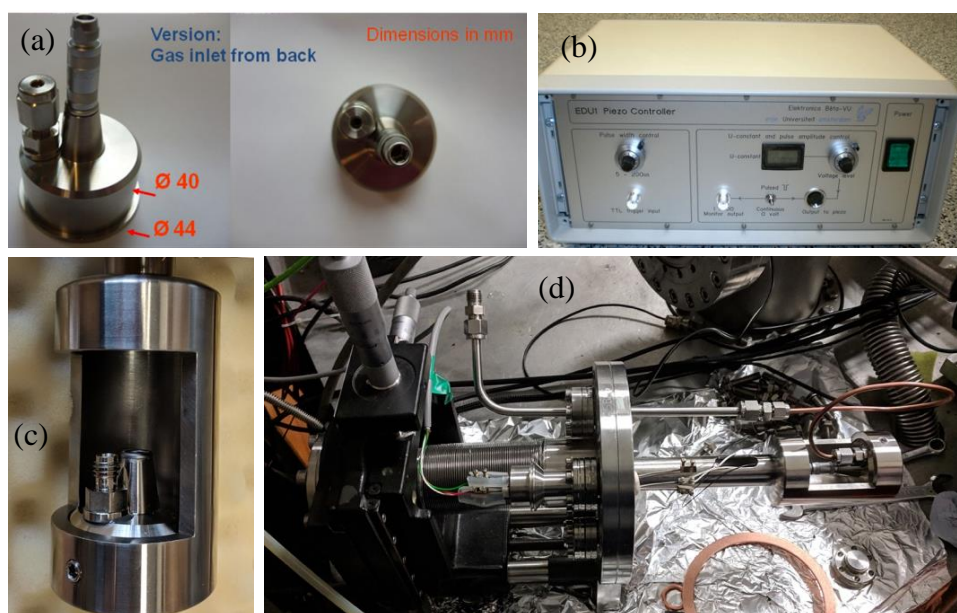 (a)
Version:
Gas inlet from back
Dimensions in mm
Ø 40
Ø 44
(b)
EDU1 Piezo Controller
Elektronica Bèta-VU
vrije Universiteit amsterdam
Power
Pulse width control
U-constant and pulse amplitude control
U-constant
Voltage level
Pulsed
TTL trigger input
Monitor output
Continuous
Output to piezo
(c)
(d)